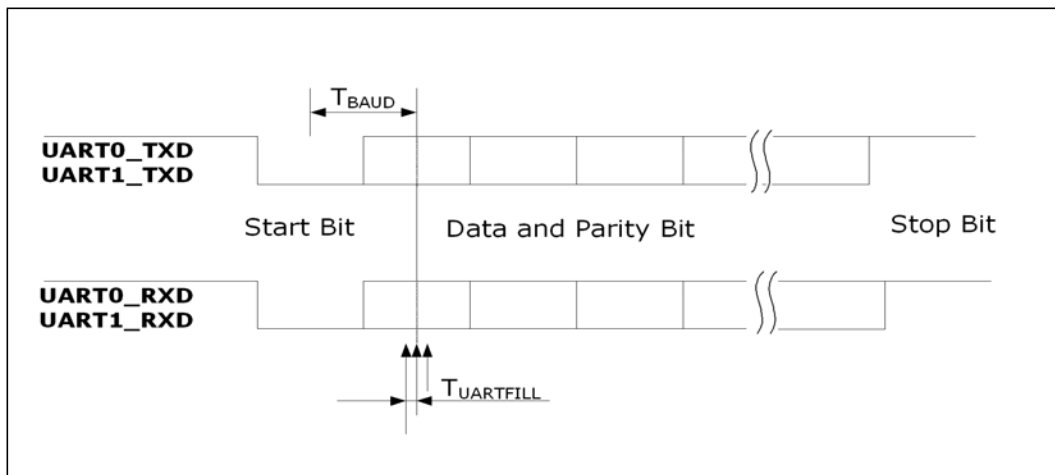 TBAUD
UART0_TXD
UART1_TXD
Start Bit
Data and Parity Bit
Stop Bit
UART0_RXD
UART1_RXD
TUARTFILL